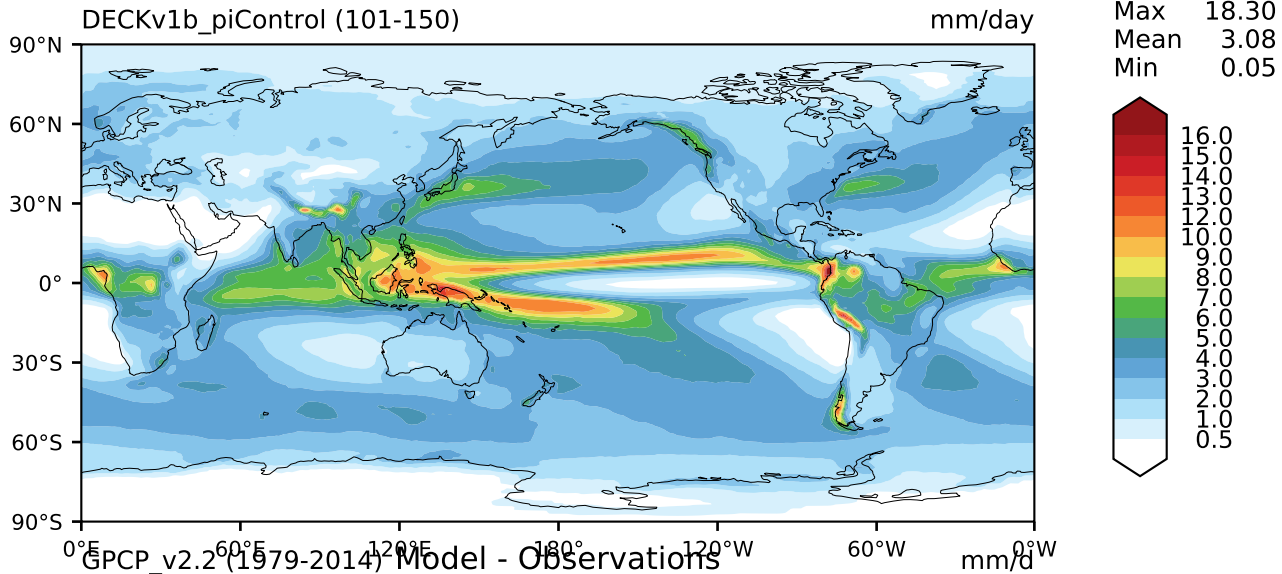 DECKv1b_piControl (101-150) mm/day
Max 18.30
Mean 3.08
Min 0.05
90°N
60°N
30°N
0°
30°S
60°S
90°S
0°E 60°E 120°E 180° 120°W 60°W 0°W
16.0
15.0
14.0
13.0
12.0
10.0
9.0
8.0
7.0
6.0
5.0
4.0
3.0
2.0
1.0
0.5
GPCP_v2.2 (1979-2014) Model - Observations mm/d